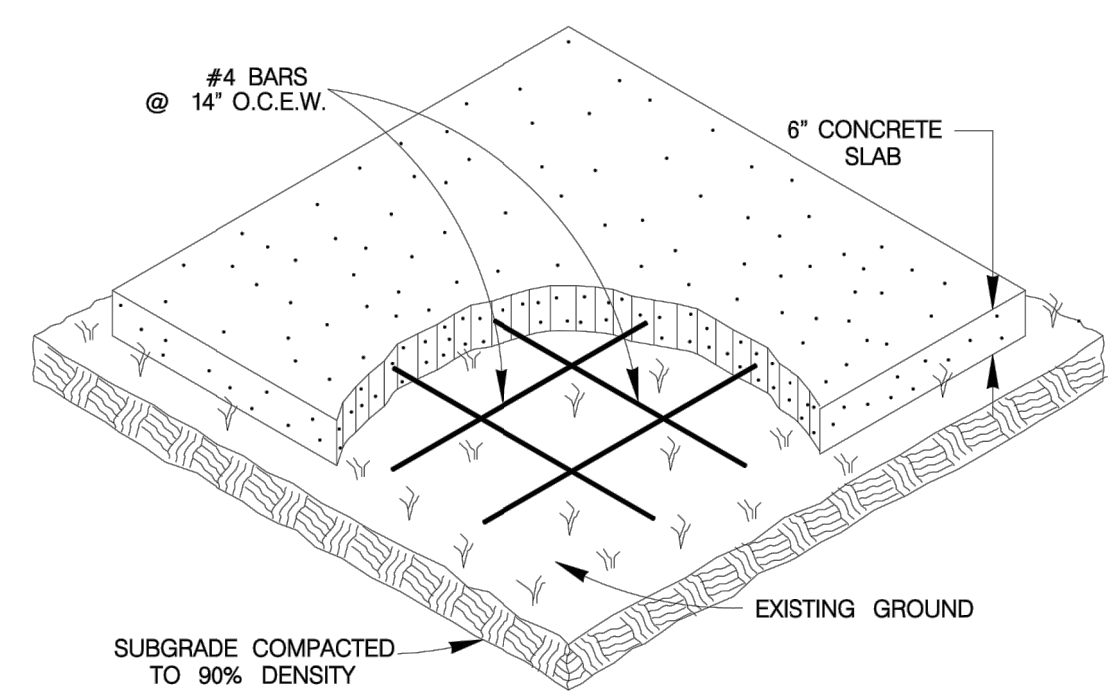 #4 BARS
@ 14" O.C.E.W.
6" CONCRETE
SLAB
EXISTING GROUND
SUBGRADE COMPACTED
TO 90% DENSITY